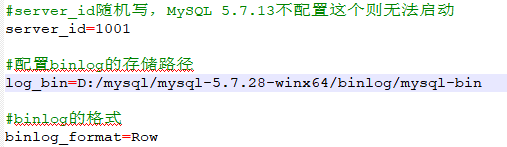 #server_id随机写，MySQL 5.7.13不配置这个则无法启动
server_id=1001
#配置binlog的存储路径
log_bin=D:/mysql/mysql-5.7.28-winx64/binlog/mysql-bin
#binlog的格式
binlog_format=Row